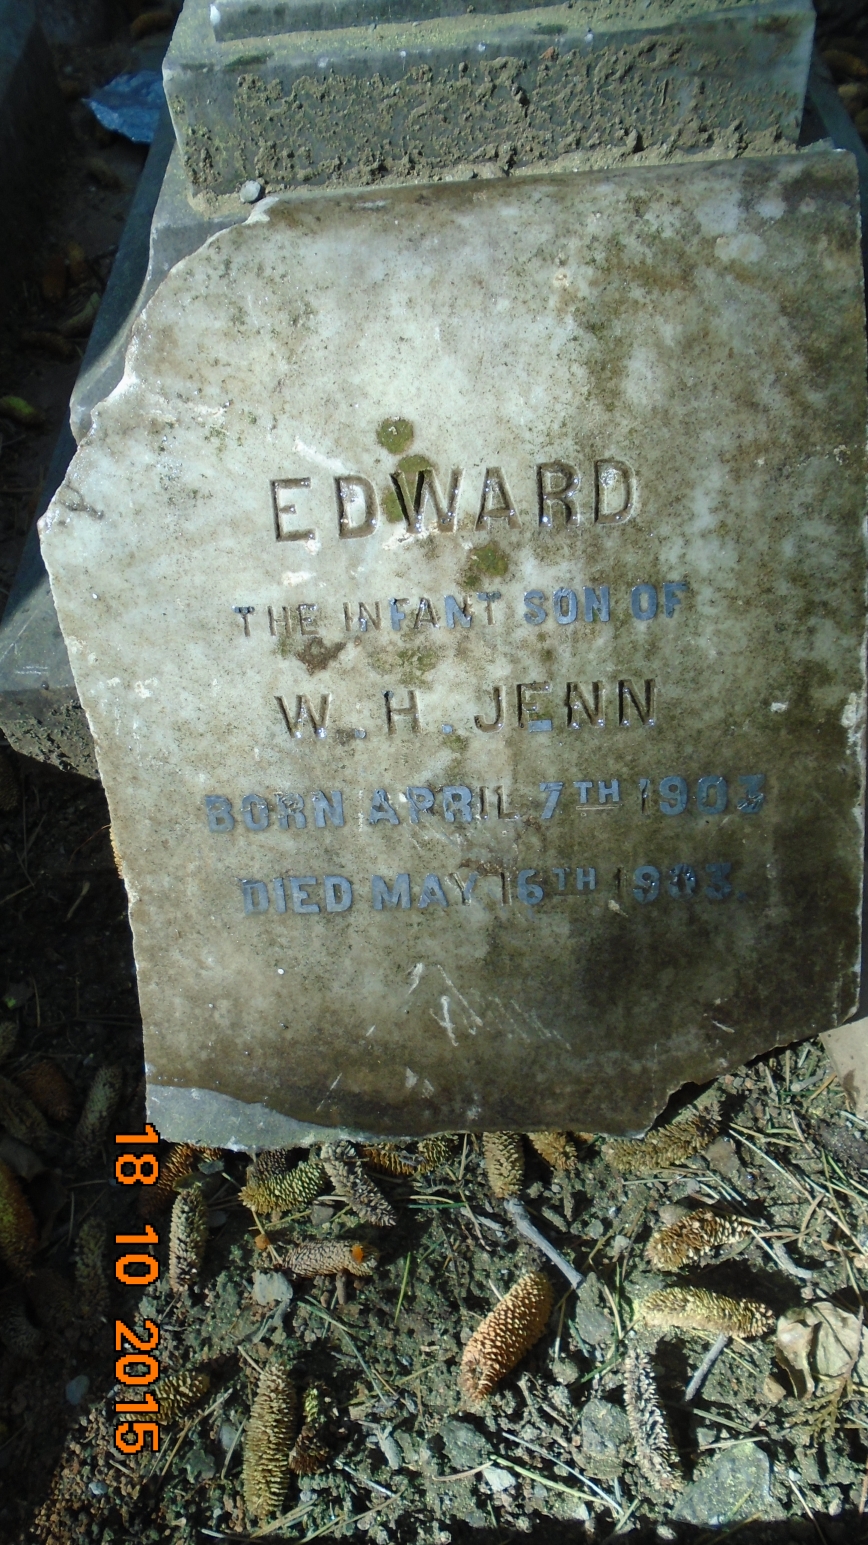 EDWARD
THE INFANT SON OF
W. H. JENN
BORN APRIL 7TH 1903
DIED MAY 16TH 1903.
18 10 2015